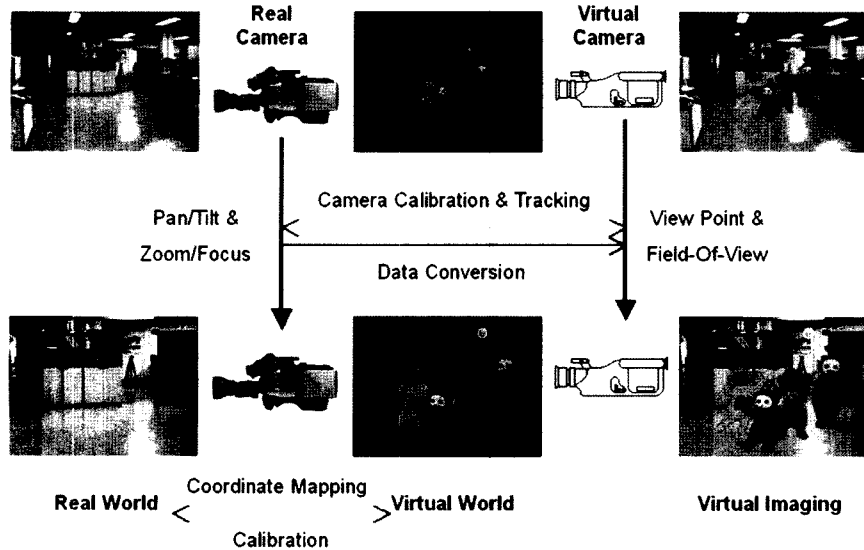 Real
Camera
Virtual
Camera
Pan/Tilt &
Zoom/Focus
Camera Calibration & Tracking
Data Conversion
View Point &
Field-Of-View
Real World
Coordinate Mapping
Calibration
Virtual World
Virtual Imaging